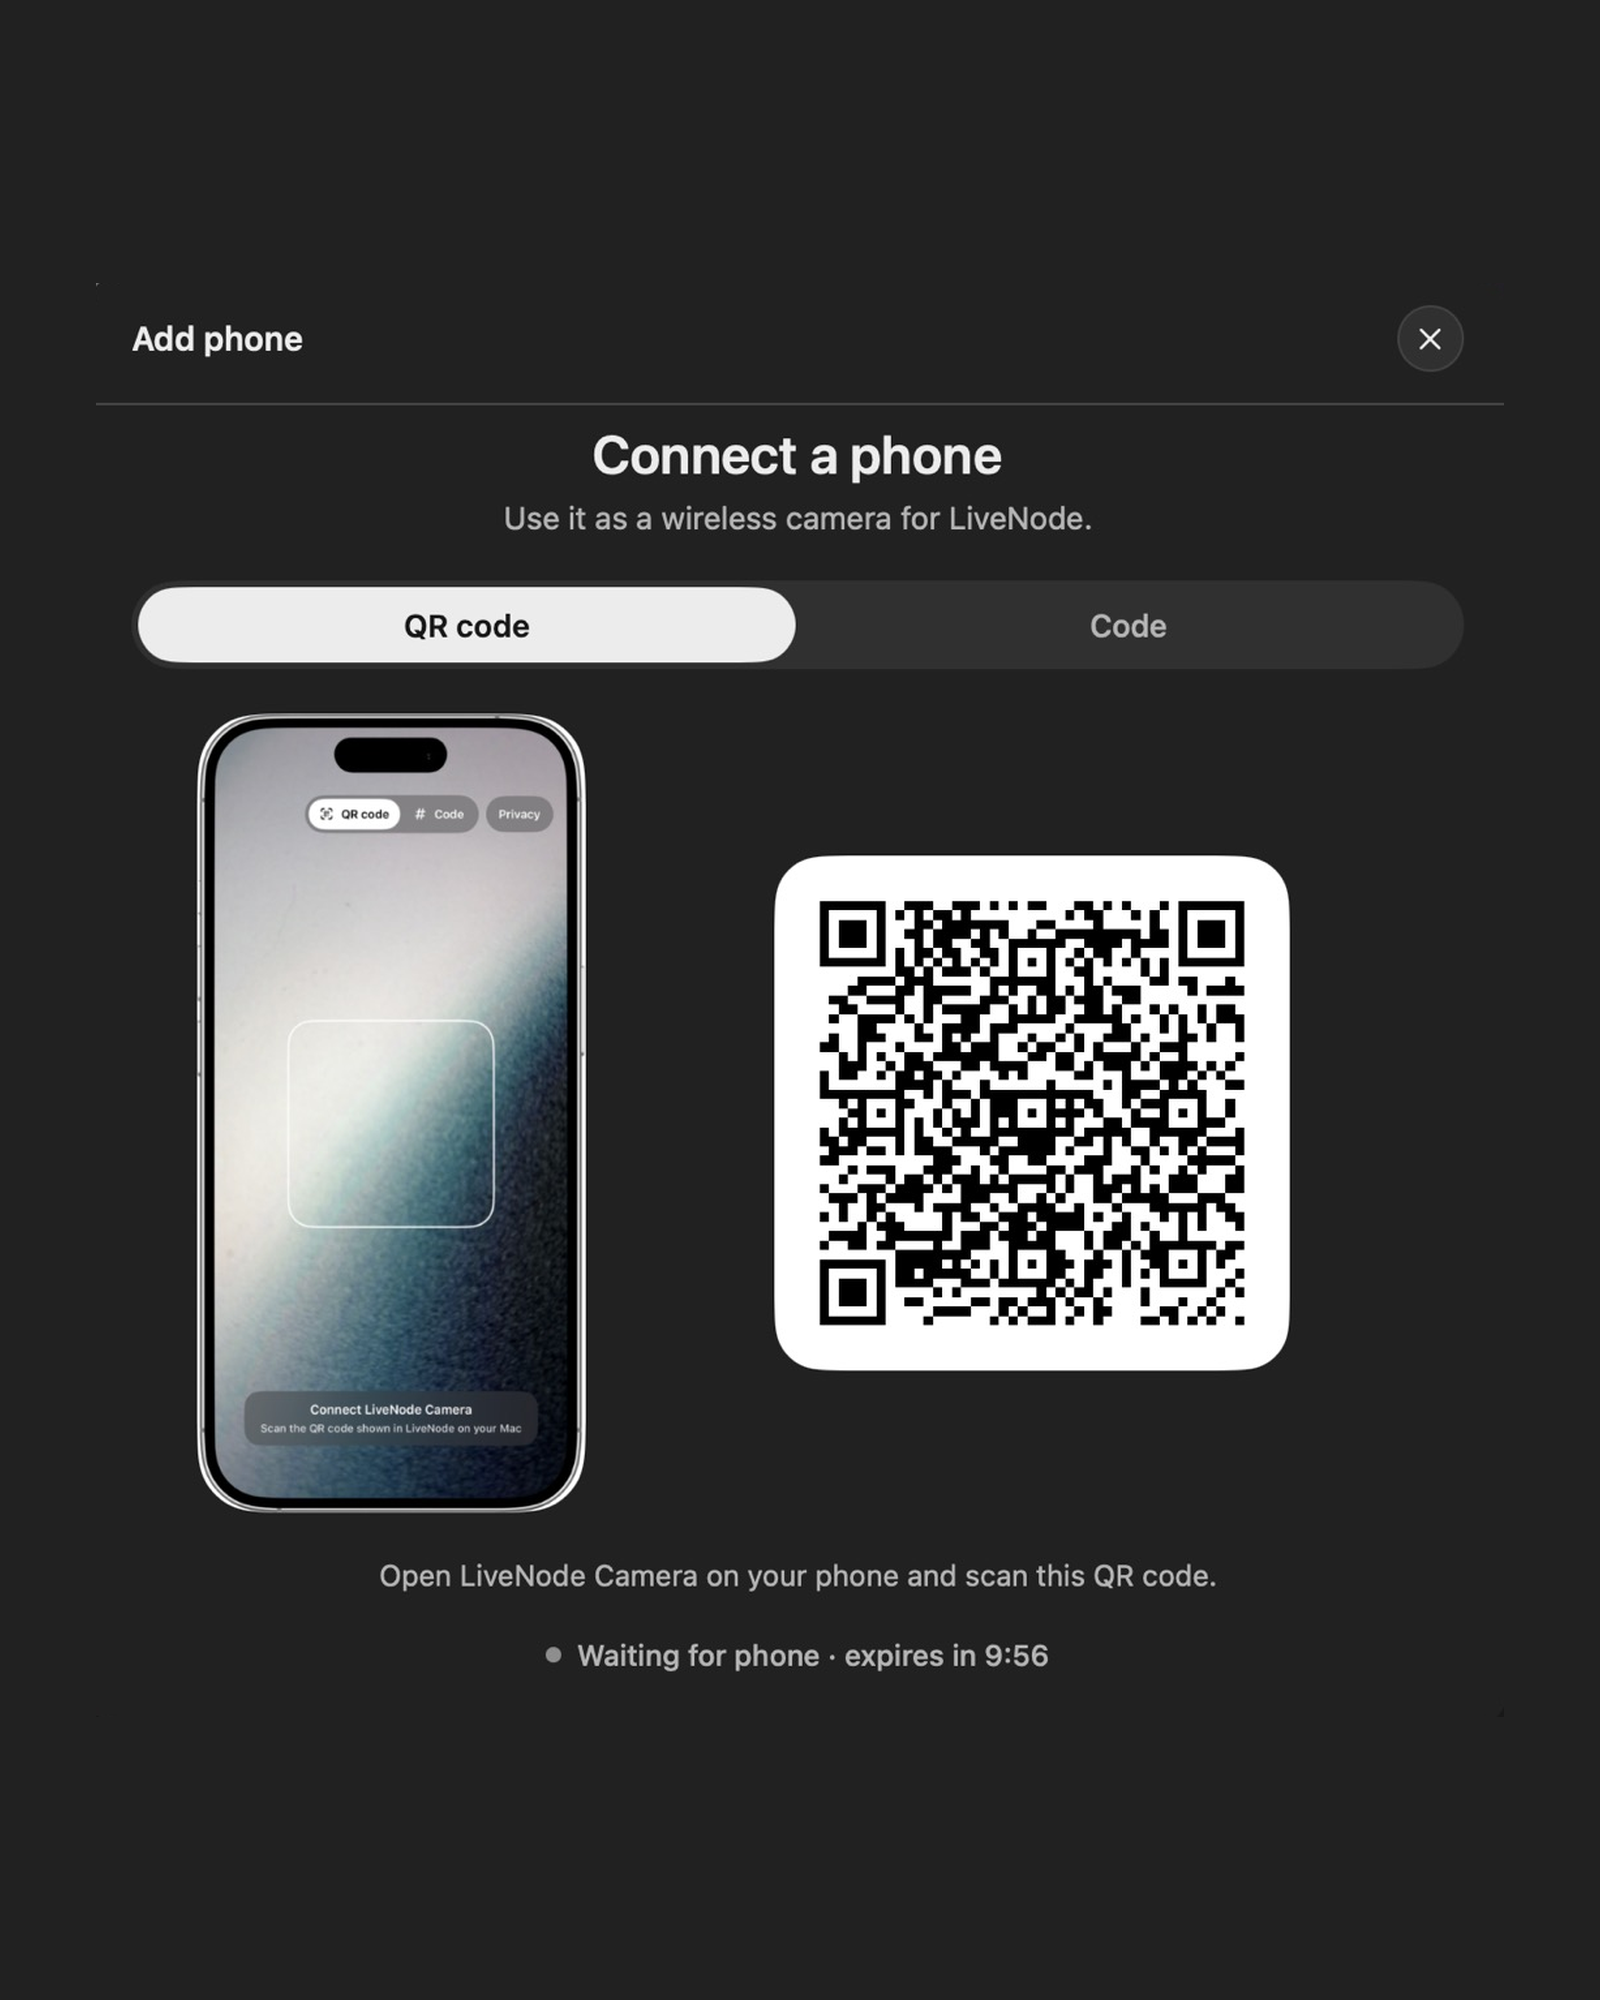 Add phone
Connect a phone
Use it as a wireless camera for LiveNode.
QR code
Code
QR code
# Code
Privacy
Connect LiveNode Camera
Scan the QR code shown in LiveNode on your Mac
Open LiveNode Camera on your phone and scan this QR code.
Waiting for phone · expires in 9:56